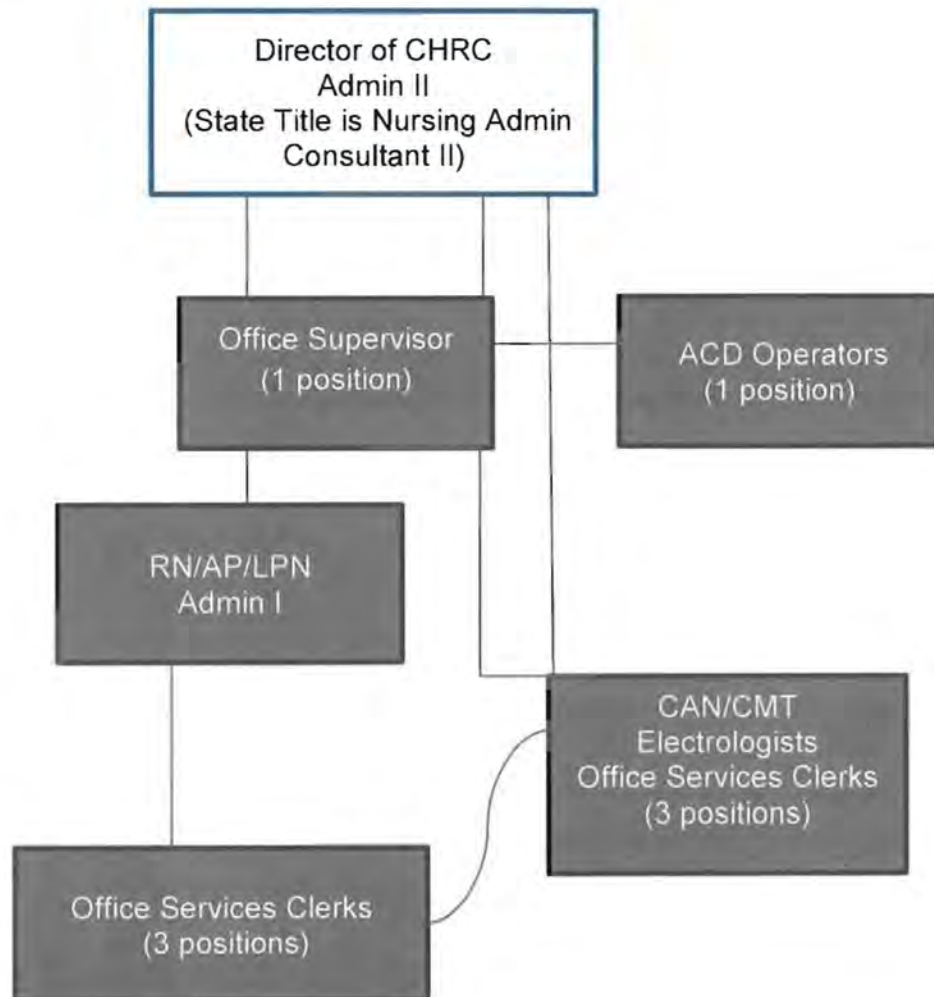 Director of CHRC
Admin II
(State Title is Nursing Admin
Consultant II)
Office Supervisor
(1 position)
ACD Operators
(1 position)
RN/AP/LPN
Admin I
CAN/CMT
Electrologists
Office Services Clerks
(3 positions)
Office Services Clerks
(3 positions)